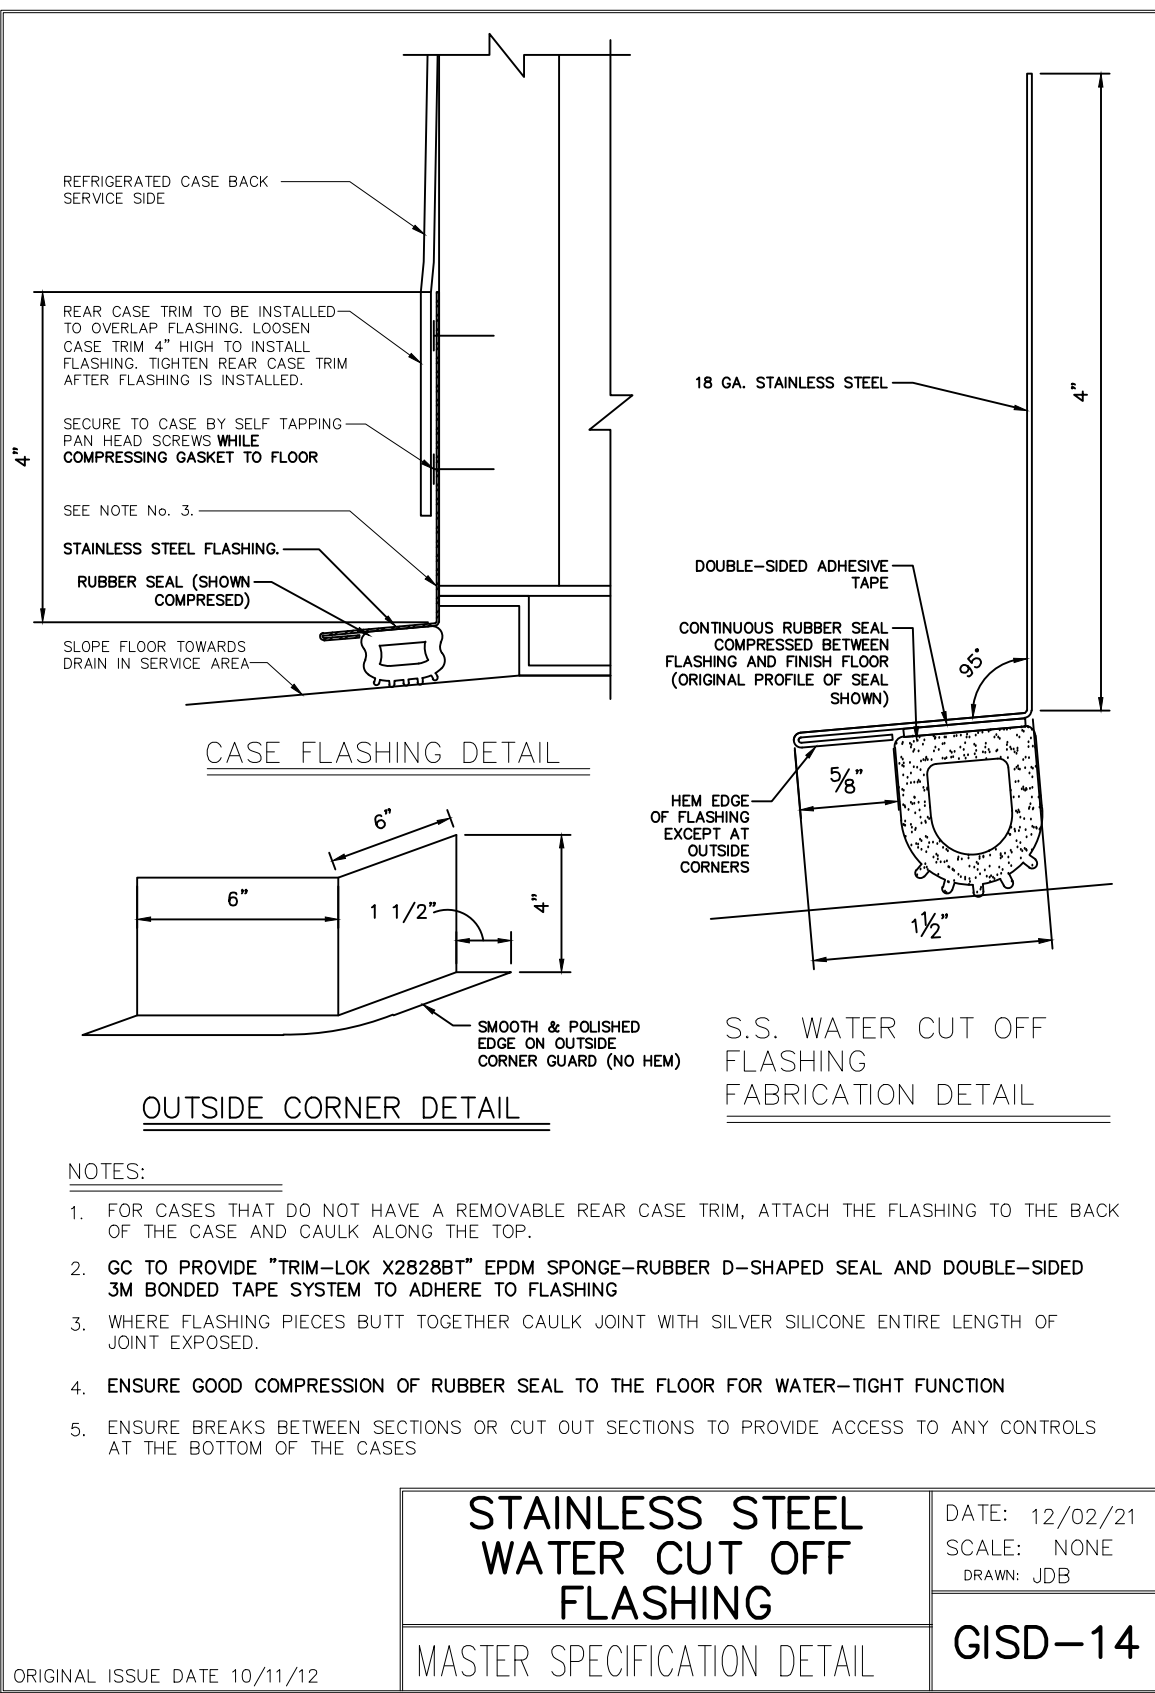 REFRIGERATED CASE BACK
SERVICE SIDE
REAR CASE TRIM TO BE INSTALLED
TO OVERLAP FLASHING. LOOSEN
CASE TRIM 4" HIGH TO INSTALL
FLASHING. TIGHTEN REAR CASE TRIM
AFTER FLASHING IS INSTALLED.
SECURE TO CASE BY SELF TAPPING
PAN HEAD SCREWS WHILE
COMPRESSING GASKET TO FLOOR
4"
SEE NOTE No. 3.
STAINLESS STEEL FLASHING.
RUBBER SEAL (SHOWN
COMPRESED)
SLOPE FLOOR TOWARDS
DRAIN IN SERVICE AREA
CASE FLASHING DETAIL
18 GA. STAINLESS STEEL
4"
DOUBLE-SIDED ADHESIVE
TAPE
CONTINUOUS RUBBER SEAL
COMPRESSED BETWEEN
FLASHING AND FINISH FLOOR
(ORIGINAL PROFILE OF SEAL
SHOWN)
95°
5/8"
HEM EDGE
OF FLASHING
EXCEPT AT
OUTSIDE
CORNERS
1 1/2"
S.S. WATER CUT OFF
FLASHING
FABRICATION DETAIL
6"
6"
1 1/2"
4"
SMOOTH & POLISHED
EDGE ON OUTSIDE
CORNER GUARD (NO HEM)
OUTSIDE CORNER DETAIL
NOTES:
1. FOR CASES THAT DO NOT HAVE A REMOVABLE REAR CASE TRIM, ATTACH THE FLASHING TO THE BACK
OF THE CASE AND CAULK ALONG THE TOP.
2. GC TO PROVIDE "TRIM-LOK X2828BT" EPDM SPONGE-RUBBER D-SHAPED SEAL AND DOUBLE-SIDED
3M BONDED TAPE SYSTEM TO ADHERE TO FLASHING
3. WHERE FLASHING PIECES BUTT TOGETHER CAULK JOINT WITH SILVER SILICONE ENTIRE LENGTH OF
JOINT EXPOSED.
4. ENSURE GOOD COMPRESSION OF RUBBER SEAL TO THE FLOOR FOR WATER-TIGHT FUNCTION
5. ENSURE BREAKS BETWEEN SECTIONS OR CUT OUT SECTIONS TO PROVIDE ACCESS TO ANY CONTROLS
AT THE BOTTOM OF THE CASES
STAINLESS STEEL
WATER CUT OFF
FLASHING
MASTER SPECIFICATION DETAIL
DATE: 12/02/21
SCALE: NONE
DRAWN: JDB
GISD-14
ORIGINAL ISSUE DATE 10/11/12